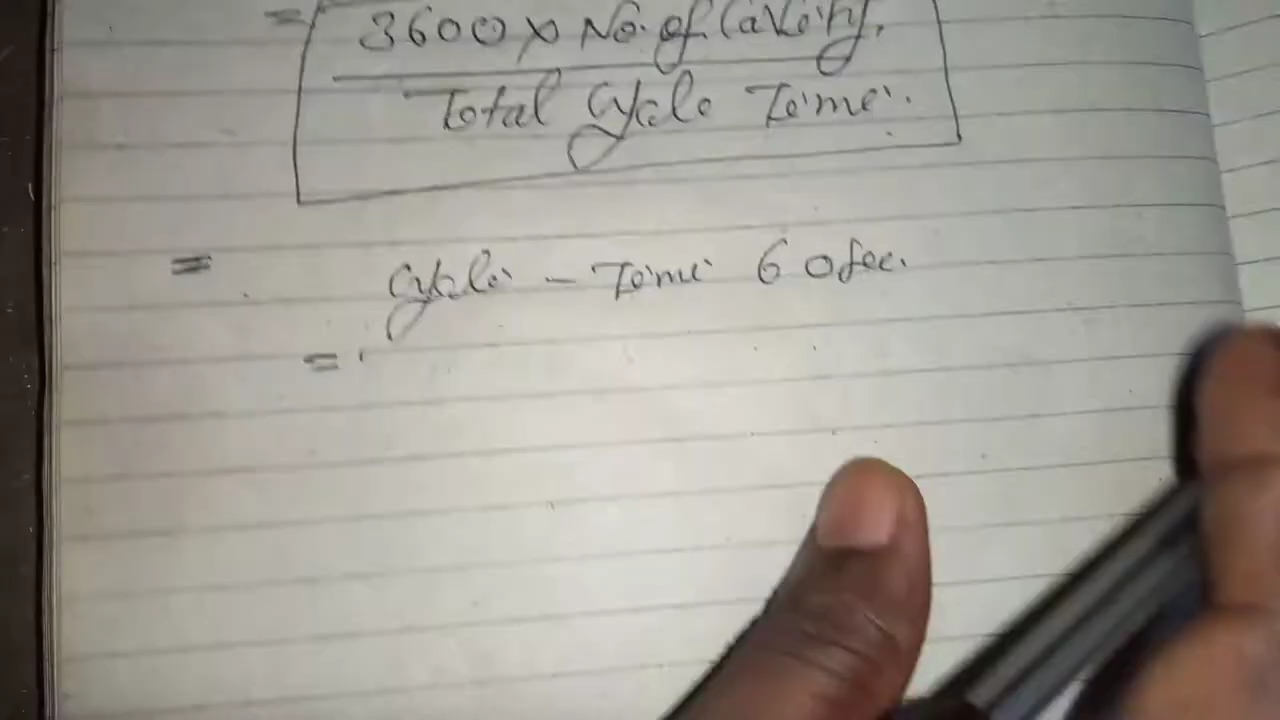 = 3600 x No. of Cavity.
Total Cycle Time.
= Cycle - Time 60 sec.
=